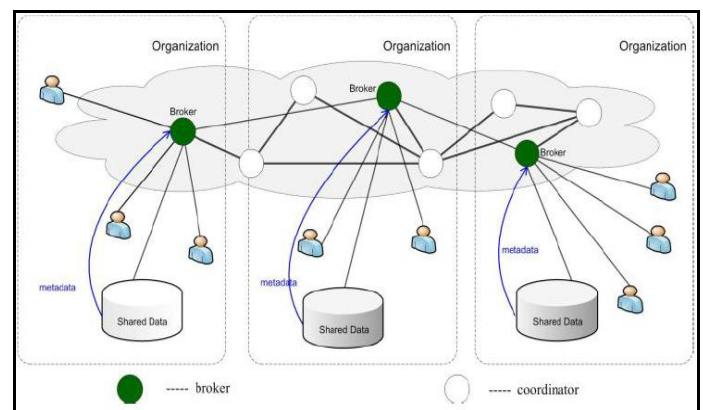 Organization
Organization
Organization
Broker
Broker
Broker
metadata
metadata
metadata
Shared Data
Shared Data
Shared Data
----- broker
----- coordinator